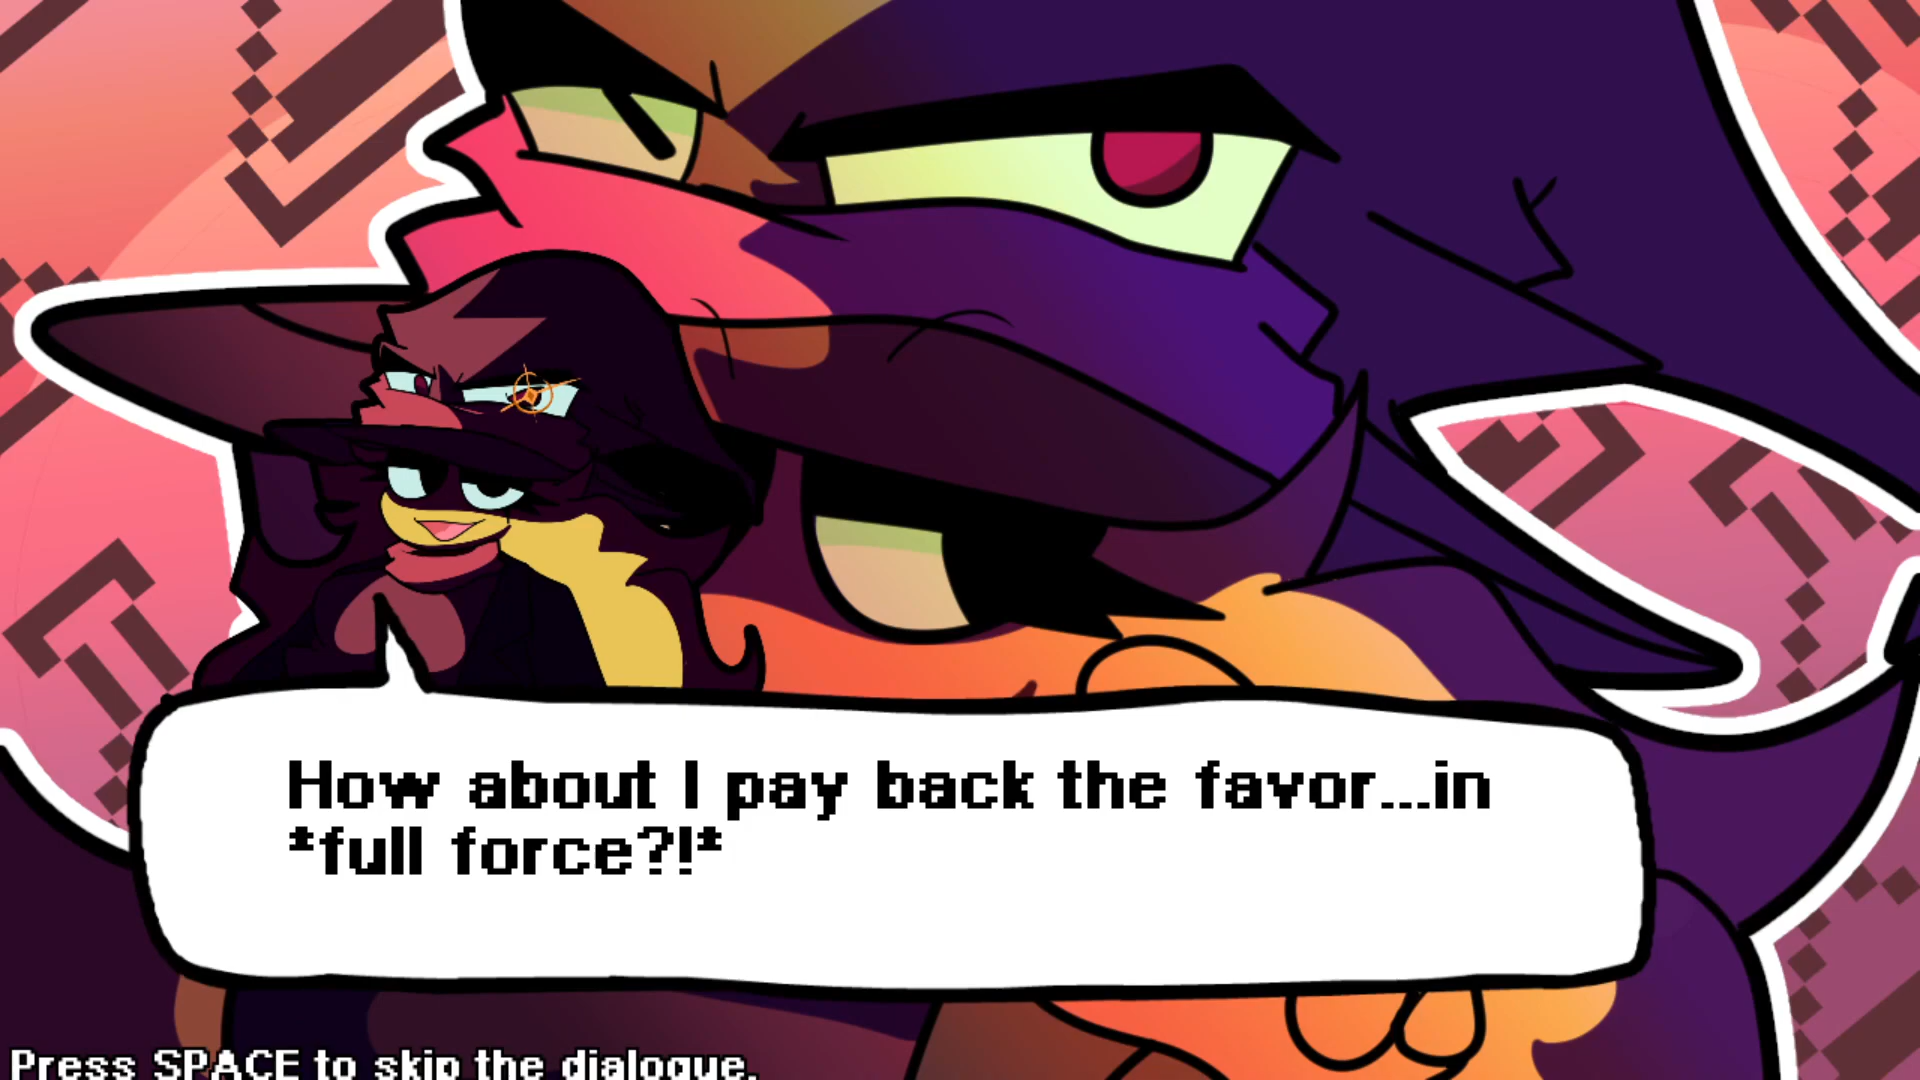 How about I pay back the favor...in
*full force?!*
Press SPACE to skip the dialogue.